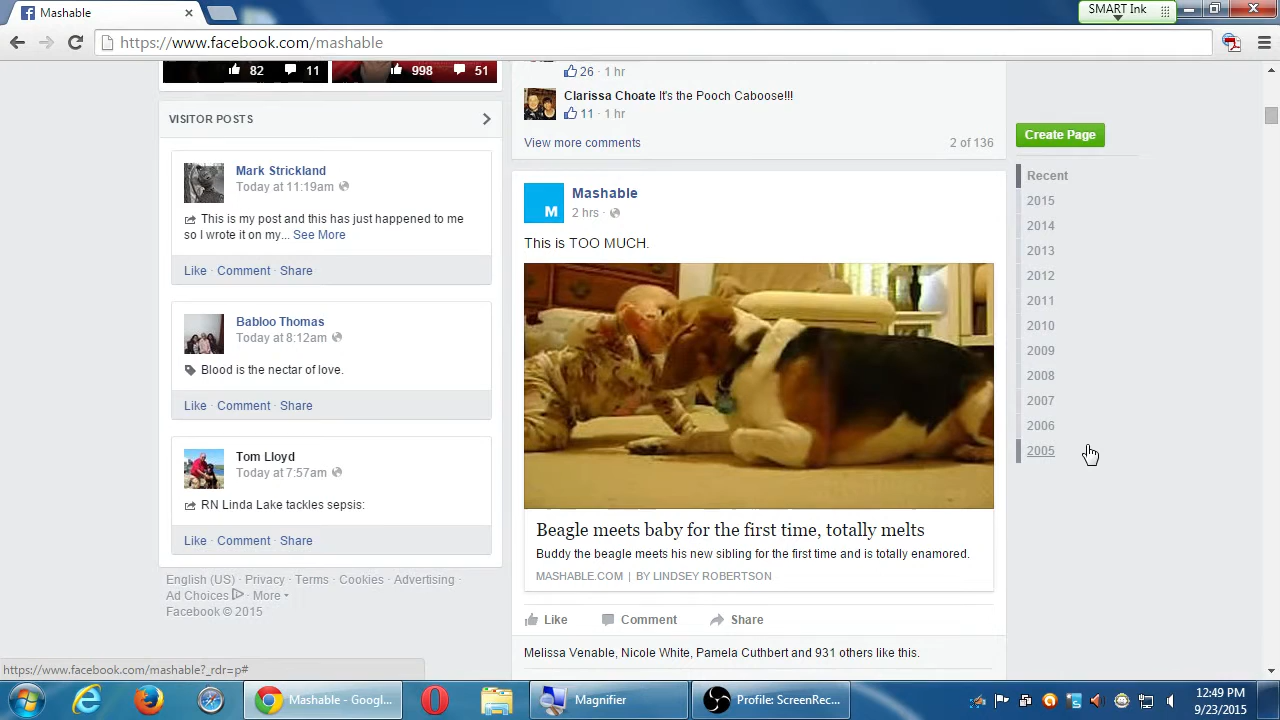 Mashable
SMART Ink
https://www.facebook.com/mashable
82 11 998 51
VISITOR POSTS
Mark Strickland
Today at 11:19am
This is my post and this has just happened to me
so I wrote it on my... See More
Like · Comment · Share
Babloo Thomas
Today at 8:12am
Blood is the nectar of love.
Like · Comment · Share
Tom Lloyd
Today at 7:57am
RN Linda Lake tackles sepsis:
Like · Comment · Share
English (US) · Privacy · Terms · Cookies · Advertising ·
Ad Choices · More
Facebook © 2015
26 · 1 hr
Clarissa Choate It's the Pooch Caboose!!!
11 · 1 hr
View more comments 2 of 136
M
Mashable
2 hrs ·
This is TOO MUCH.
Beagle meets baby for the first time, totally melts
Buddy the beagle meets his new sibling for the first time and is totally enamored.
MASHABLE.COM | BY LINDSEY ROBERTSON
Like Comment Share
Melissa Venable, Nicole White, Pamela Cuthbert and 931 others like this.
Create Page
Recent
2015
2014
2013
2012
2011
2010
2009
2008
2007
2006
2005
https://www.facebook.com/mashable?_rdr=p#
Mashable - Googl...
Magnifier
Profile: ScreenRec...
12:49 PM
9/23/2015